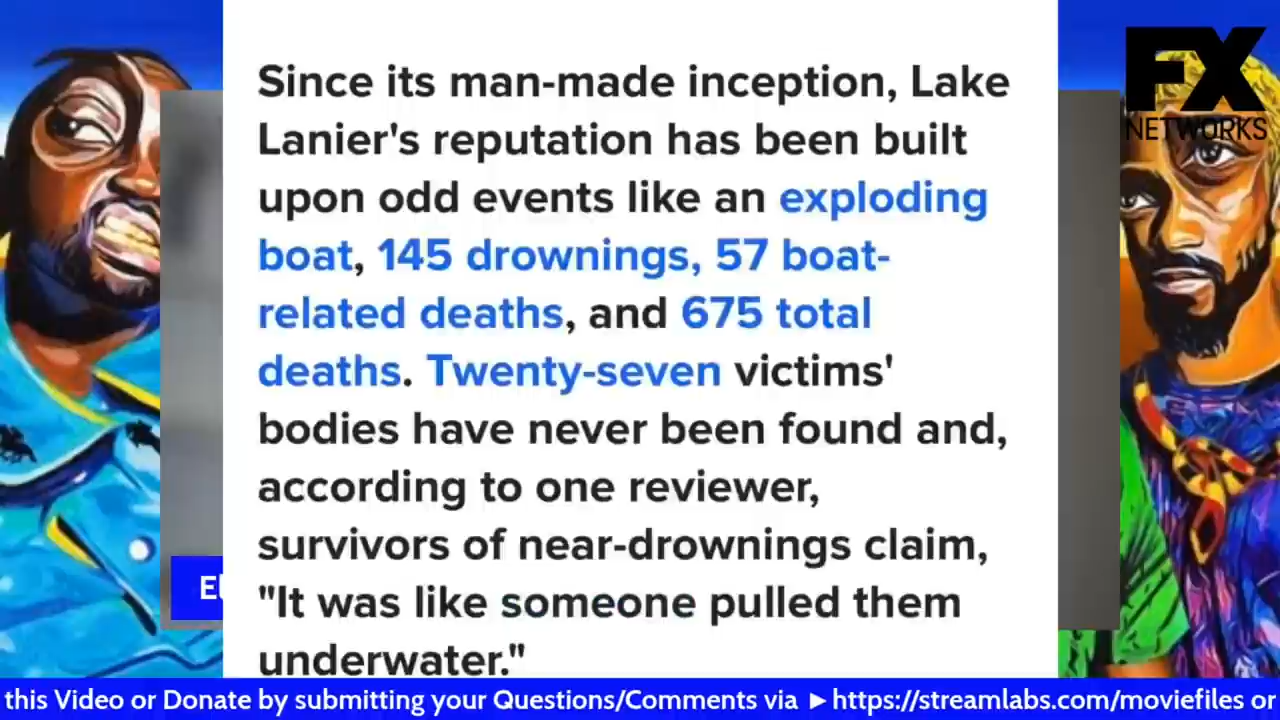 Since its man-made inception, Lake
Lanier's reputation has been built
upon odd events like an exploding
boat, 145 drownings, 57 boat-
related deaths, and 675 total
deaths. Twenty-seven victims'
bodies have never been found and,
according to one reviewer,
survivors of near-drownings claim,
"It was like someone pulled them
underwater."
FX
NETWORKS
this Video or Donate by submitting your Questions/Comments via ►https://streamlabs.com/moviefiles or